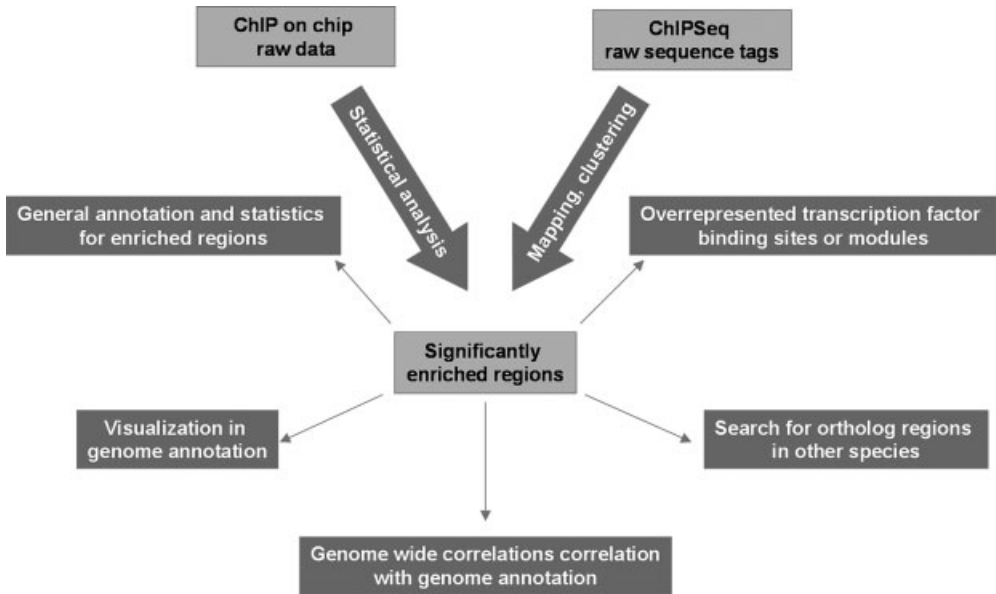 ChIP on chip
raw data
ChIPSeq
raw sequence tags
Statistical analysis
Mapping, clustering
General annotation and statistics
for enriched regions
Overrepresented transcription factor
binding sites or modules
Significantly
enriched regions
Visualization in
genome annotation
Search for ortholog regions
in other species
Genome wide correlations correlation
with genome annotation